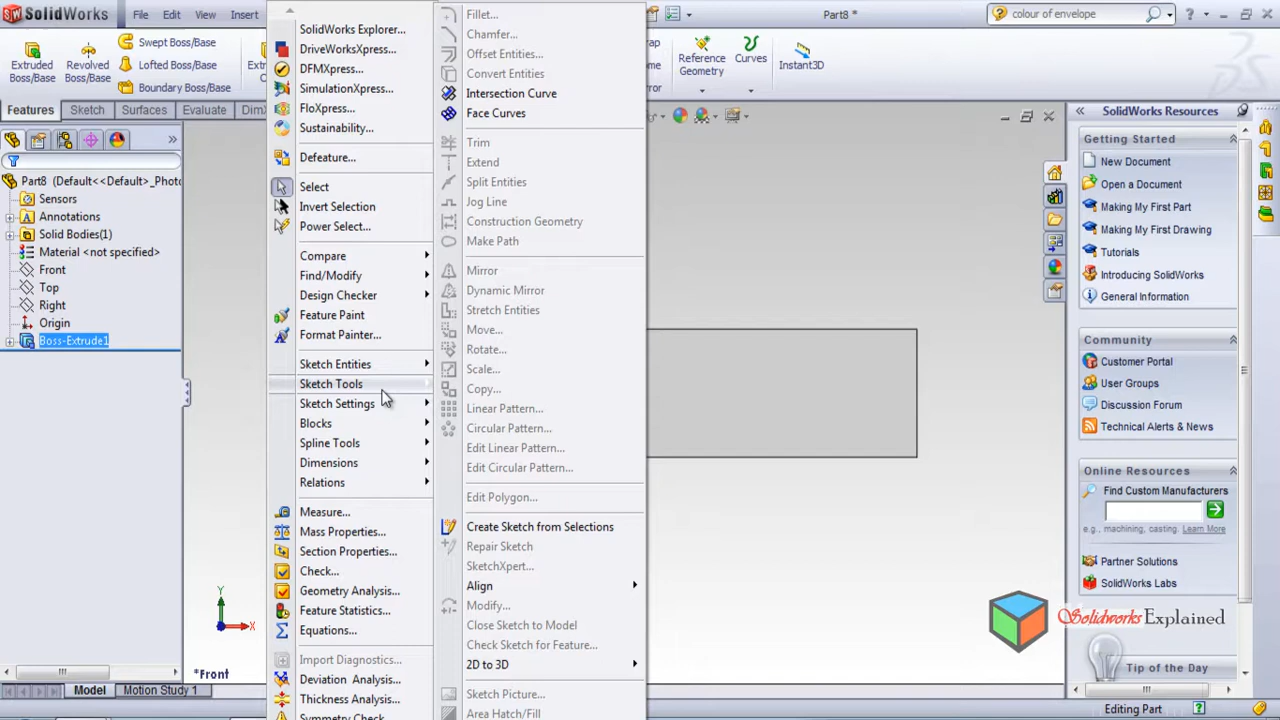 SolidWorks
File
Edit
View
Insert
Part8 *
colour of envelope
Extruded Boss/Base
Revolved Boss/Base
Swept Boss/Base
Lofted Boss/Base
Boundary Boss/Base
Reference Geometry
Curves
Instant3D
Features
Sketch
Surfaces
Evaluate
Part8 (Default<<Default>_Photo
Sensors
Annotations
Solid Bodies(1)
Material <not specified>
Front
Top
Right
Origin
Boss-Extrude1
SolidWorks Explorer...
DriveWorksXpress...
DFMXpress...
SimulationXpress...
FloXpress...
Sustainability...
Defeature...
Select
Invert Selection
Power Select...
Compare
Find/Modify
Design Checker
Feature Paint
Format Painter...
Sketch Entities
Sketch Tools
Sketch Settings
Blocks
Spline Tools
Dimensions
Relations
Measure...
Mass Properties...
Section Properties...
Check...
Geometry Analysis...
Feature Statistics...
Equations...
Import Diagnostics...
Deviation Analysis...
Thickness Analysis...
Symmetry Check
Fillet...
Chamfer...
Offset Entities...
Convert Entities
Intersection Curve
Face Curves
Trim
Extend
Split Entities
Jog Line
Construction Geometry
Make Path
Mirror
Dynamic Mirror
Stretch Entities
Move...
Rotate...
Scale...
Copy...
Linear Pattern...
Circular Pattern...
Edit Linear Pattern...
Edit Circular Pattern...
Edit Polygon...
Create Sketch from Selections
Repair Sketch
SketchXpert...
Align
Modify...
Close Sketch to Model
Check Sketch for Feature...
2D to 3D
Sketch Picture...
Area Hatch/Fill
SolidWorks Resources
Getting Started
New Document
Open a Document
Making My First Part
Making My First Drawing
Tutorials
Introducing SolidWorks
General Information
Community
Customer Portal
User Groups
Discussion Forum
Technical Alerts & News
Online Resources
Find Custom Manufacturers
e.g., machining, casting. Learn More
Partner Solutions
SolidWorks Labs
Solidworks Explained
Tip of the Day
Y
X
*Front
Model
Motion Study 1
Editing Part